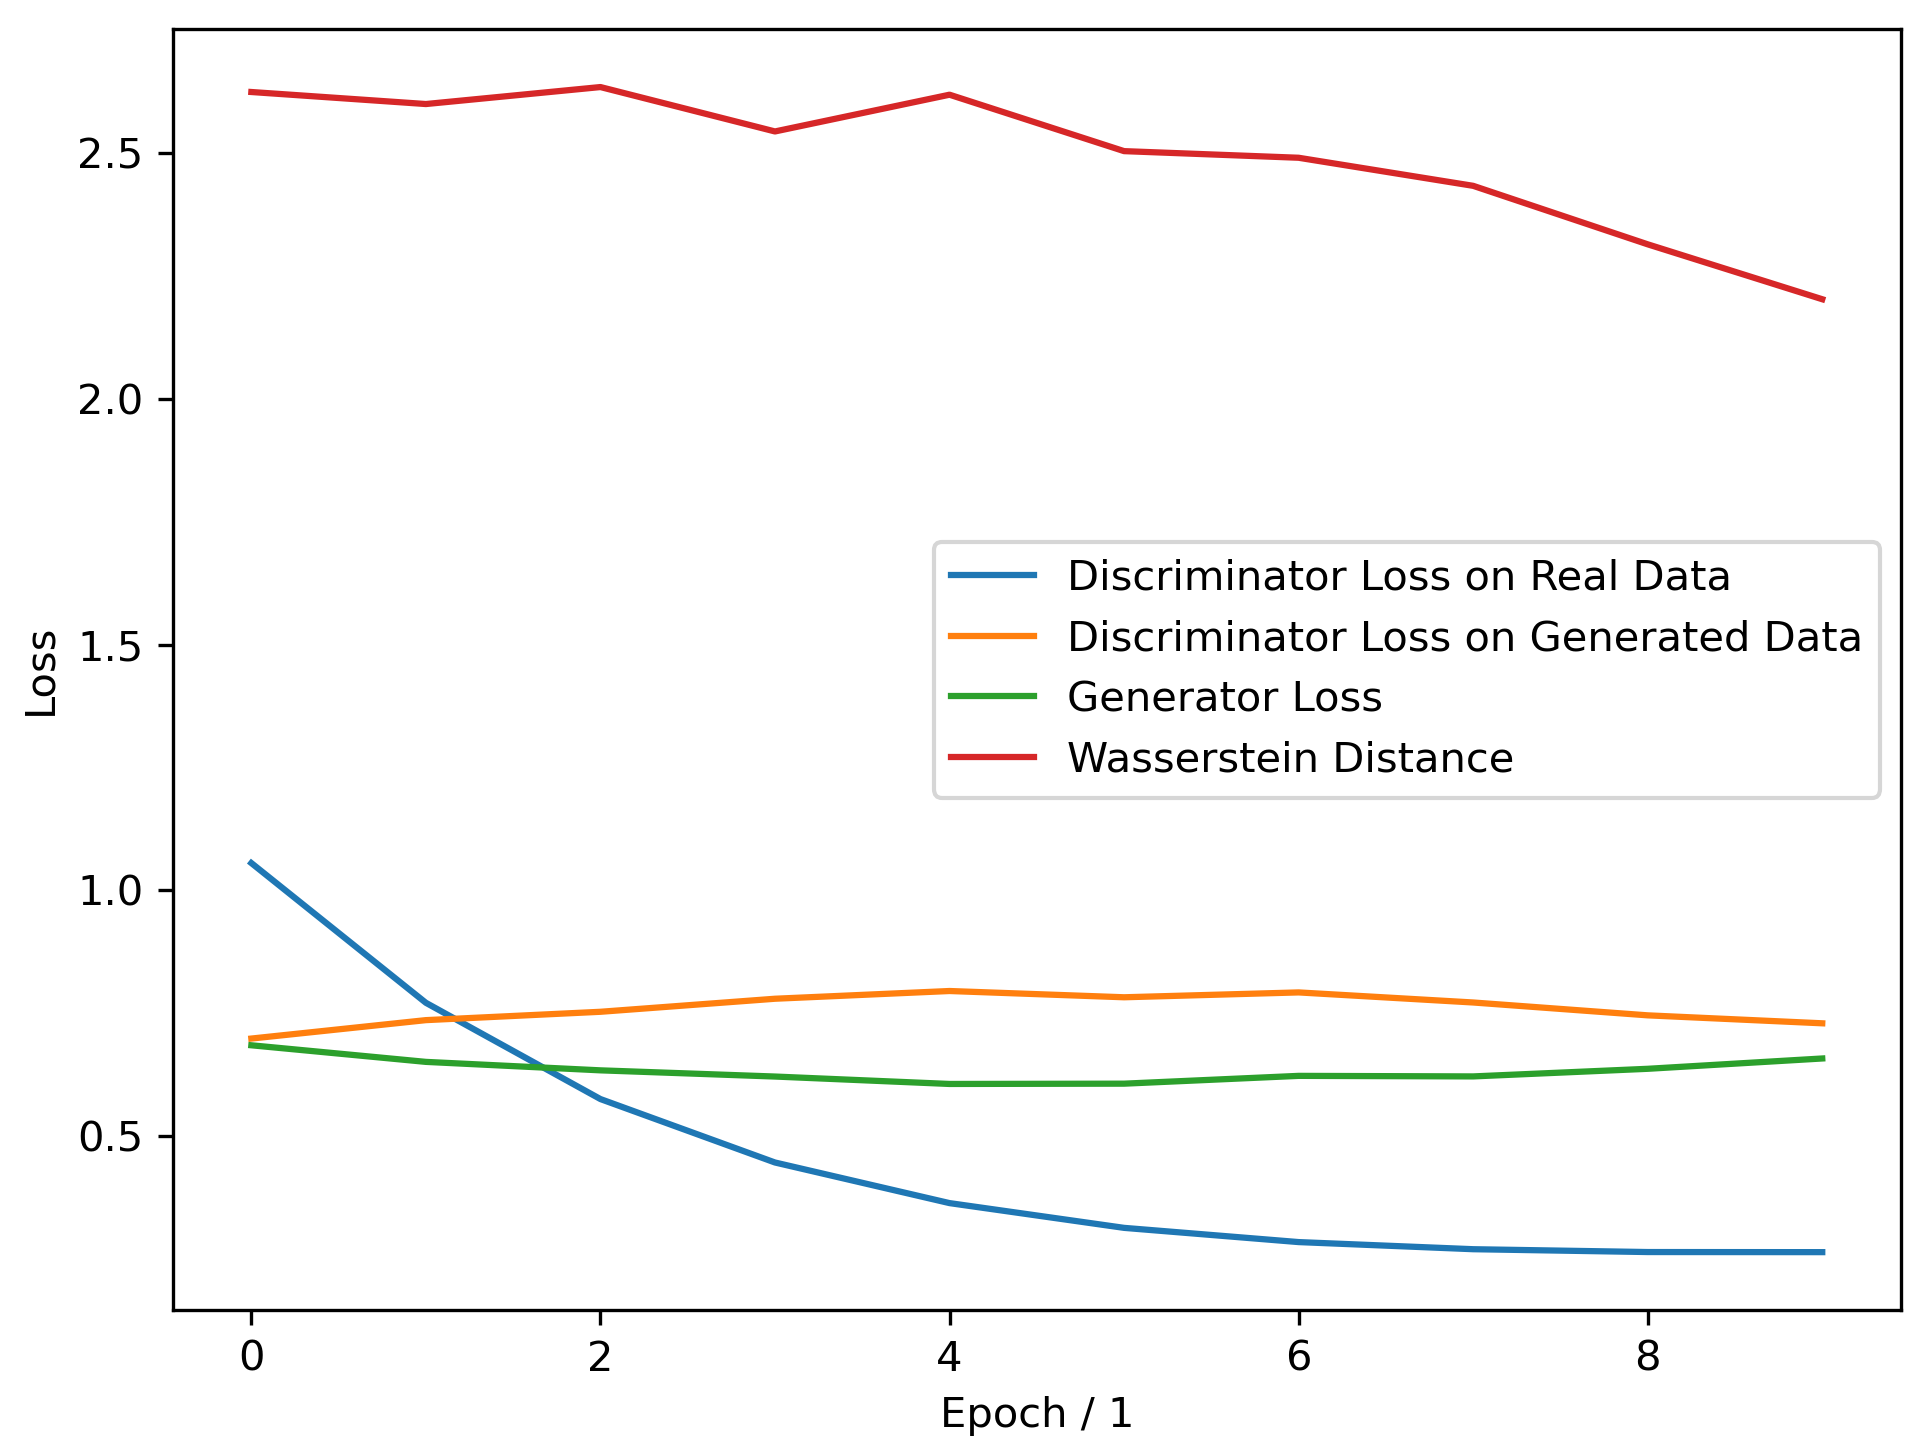 2.5
2.0
1.5
1.0
0.5
Loss
Discriminator Loss on Real Data
Discriminator Loss on Generated Data
Generator Loss
Wasserstein Distance
0 2 4 6 8
Epoch / 1